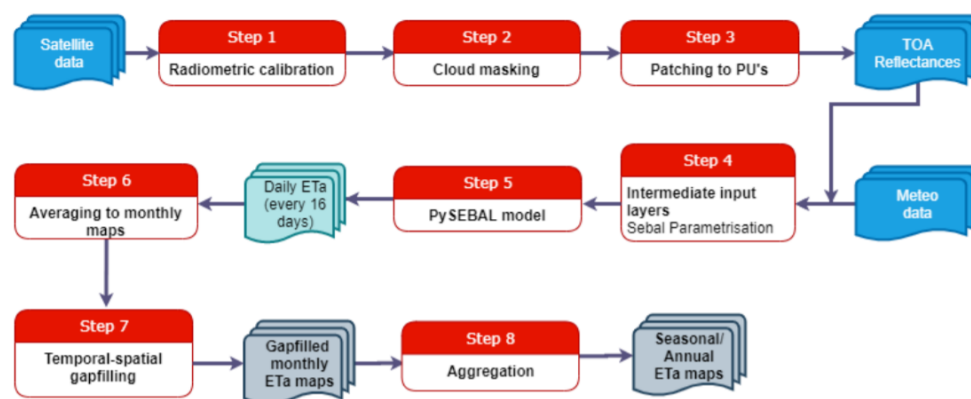 Satellite
data
Step 1
Radiometric calibration
Step 2
Cloud masking
Step 3
Patching to PU's
TOA
Reflectances
Step 6
Averaging to monthly
maps
Daily ETa
(every 16
days)
Step 5
PySEBAL model
Step 4
Intermediate input
layers
Sebal Parametrisation
Meteo
data
Step 7
Temporal-spatial
gapfilling
Gapfilled
monthly
ETa maps
Step 8
Aggregation
Seasonal/
Annual
ETa maps